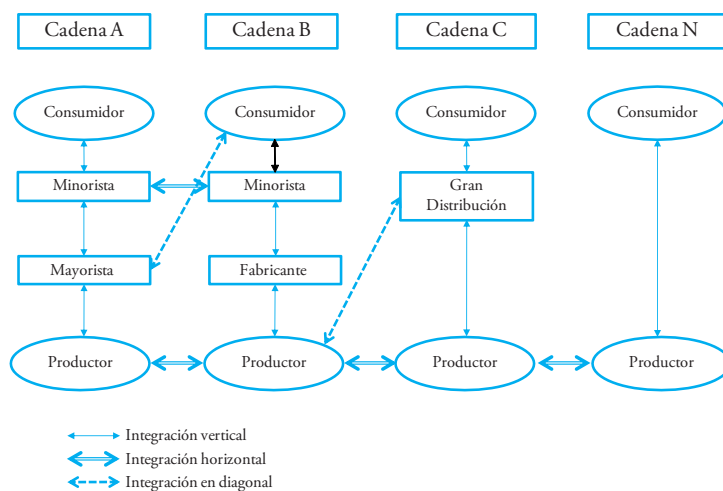 Cadena A
Cadena B
Cadena C
Cadena N
Consumidor
Consumidor
Consumidor
Consumidor
Minorista
Minorista
Gran
Distribución
Mayorista
Fabricante
Productor
Productor
Productor
Productor
Integración vertical
Integración horizontal
Integración en diagonal